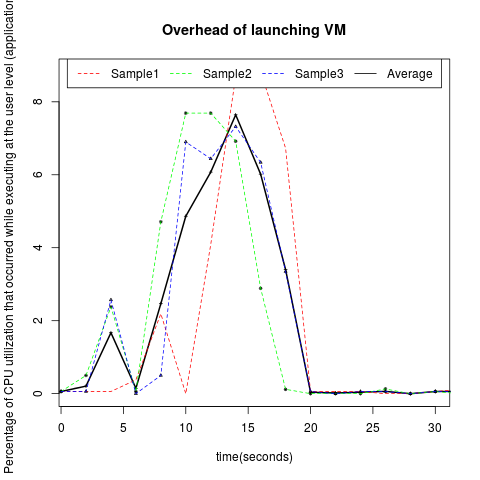 Overhead of launching VM
Percentage of CPU utilization that occurred while executing at the user level (application
Sample1 Sample2 Sample3 Average
8
6
4
2
0
0 5 10 15 20 25 30
time(seconds)